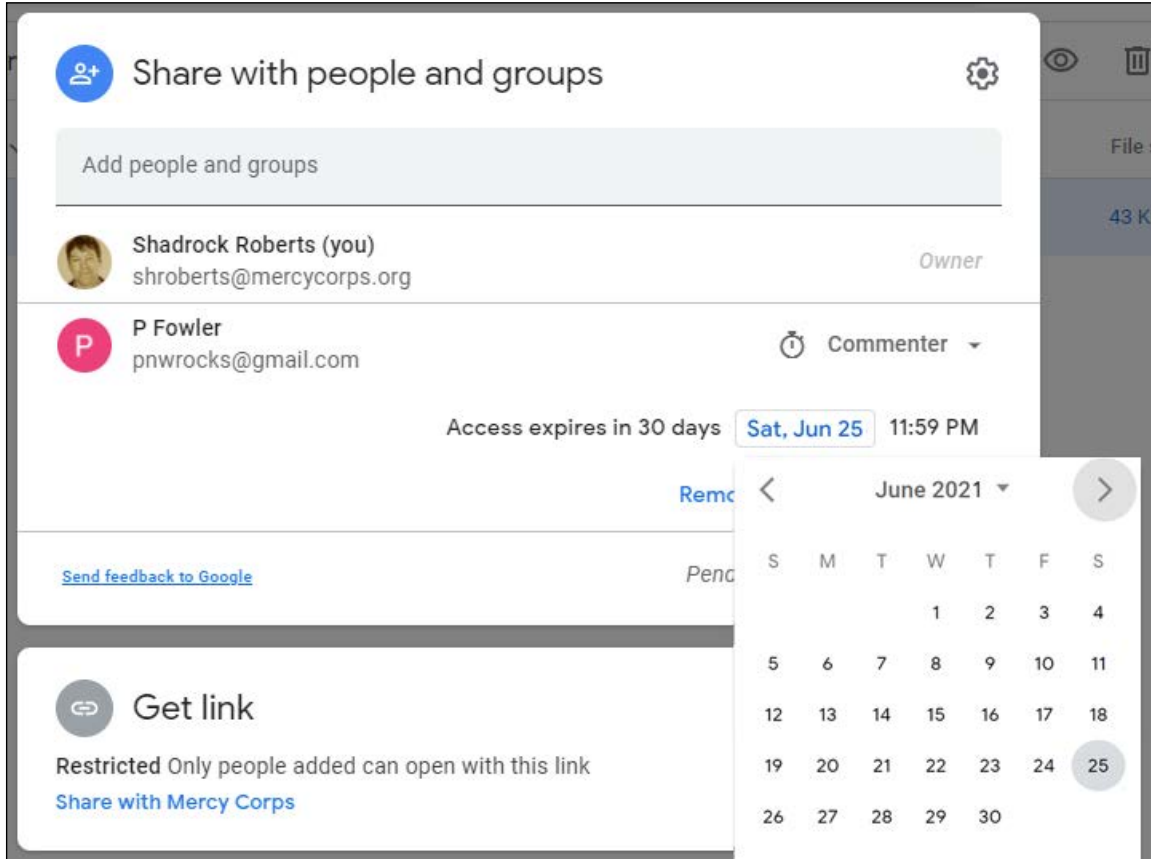 Share with people and groups
File
Add people and groups
43 K
Shadrock Roberts (you)
shroberts@mercycorps.org
Owner
P
P Fowler
pnwrocks@gmail.com
Commenter
Access expires in 30 days Sat, Jun 25 11:59 PM
Remo
June 2021
Send feedback to Google
Pend
S M T W T F S
1 2 3 4
5 6 7 8 9 10 11
12 13 14 15 16 17 18
19 20 21 22 23 24 25
26 27 28 29 30
Get link
Restricted Only people added can open with this link
Share with Mercy Corps